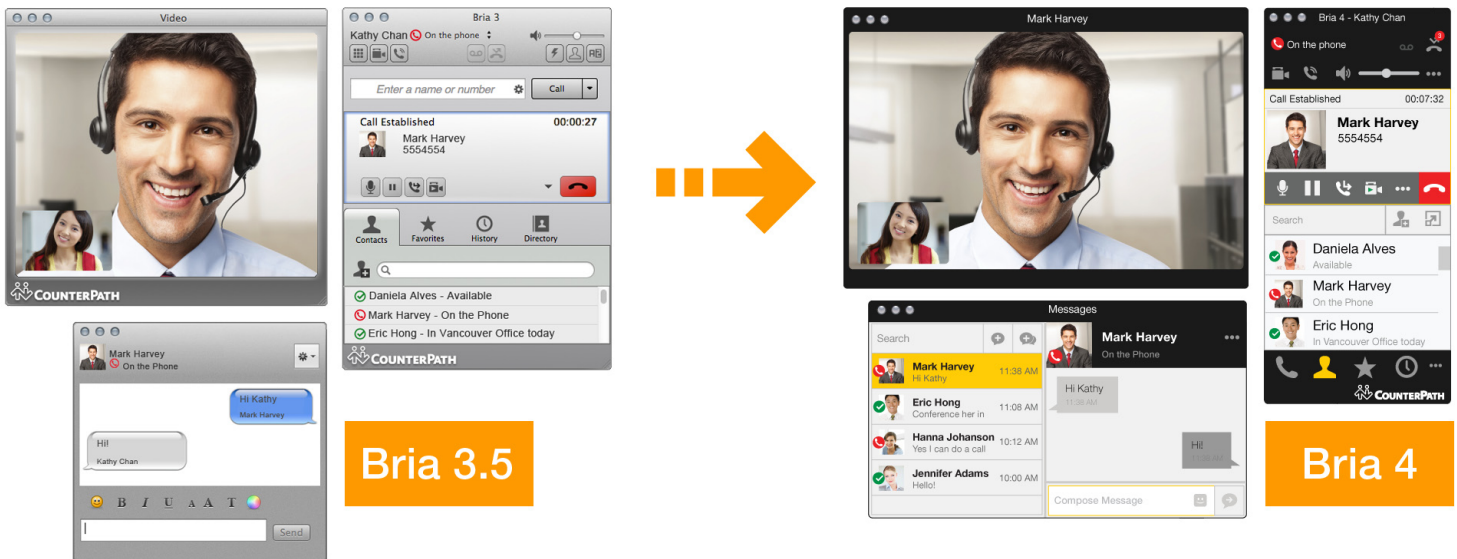 Video
COUNTERPATH
Bria 3
Kathy Chan On the phone
Enter a name or number
Call
Call Established 00:00:27
Mark Harvey
5554554
Contacts Favorites History Directory
Daniela Alves - Available
Mark Harvey - On the Phone
Eric Hong - In Vancouver Office today
COUNTERPATH
Mark Harvey
On the Phone
Hi Kathy
Mark Harvey
Hi!
Kathy Chan
B I U A A T
Send
Bria 3.5
Mark Harvey
Bria 4 - Kathy Chan
On the phone
3
Call Established 00:07:32
Mark Harvey
5554554
Search
Daniela Alves
Available
Mark Harvey
On the Phone
Eric Hong
In Vancouver Office today
COUNTERPATH
Messages
Search
Mark Harvey 11:38 AM
Hi Kathy
Eric Hong 11:08 AM
Conference her in
Hanna Johanson 10:12 AM
Yes I can do a call
Jennifer Adams 10:00 AM
Hello!
Mark Harvey
On the Phone
Hi Kathy
11:38 AM
Hi!
Compose Message
Bria 4